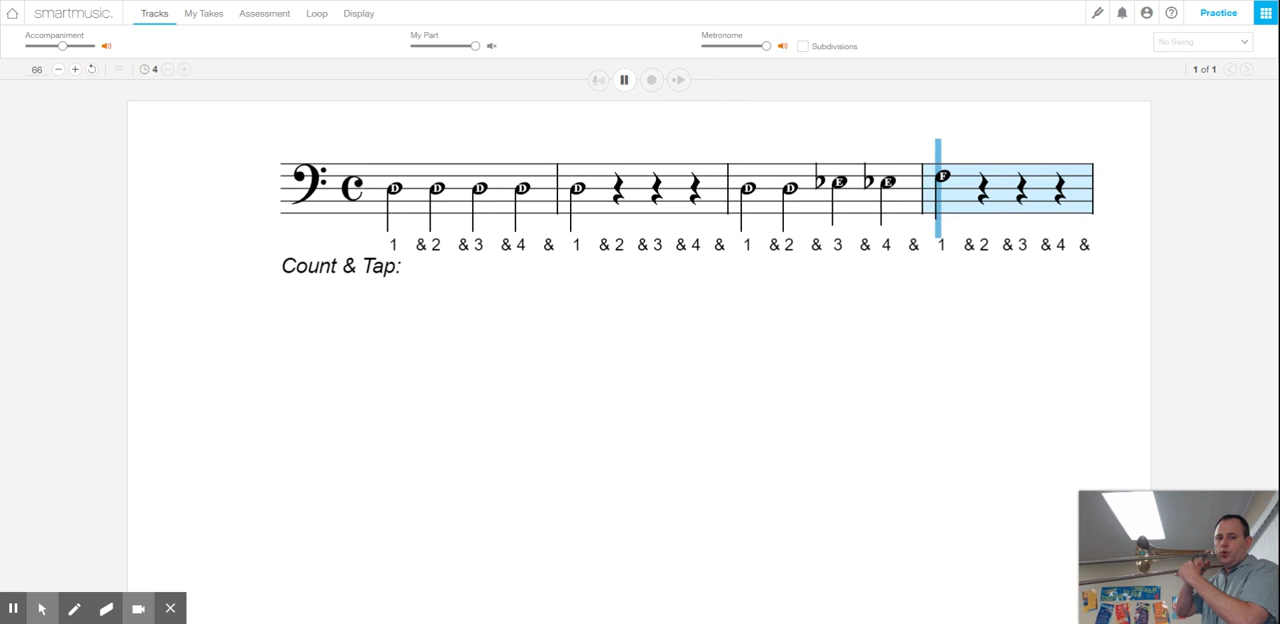 smartmusic. Tracks My Takes Assessment Loop Display Practice
Accompaniment My Part Metronome
Subdivisions No Swing
66 4 1 of 1
D D D D D D D E E F
1 & 2 & 3 & 4 & 1 & 2 & 3 & 4 & 1 & 2 & 3 & 4 & 1 & 2 & 3 & 4 &
Count & Tap: